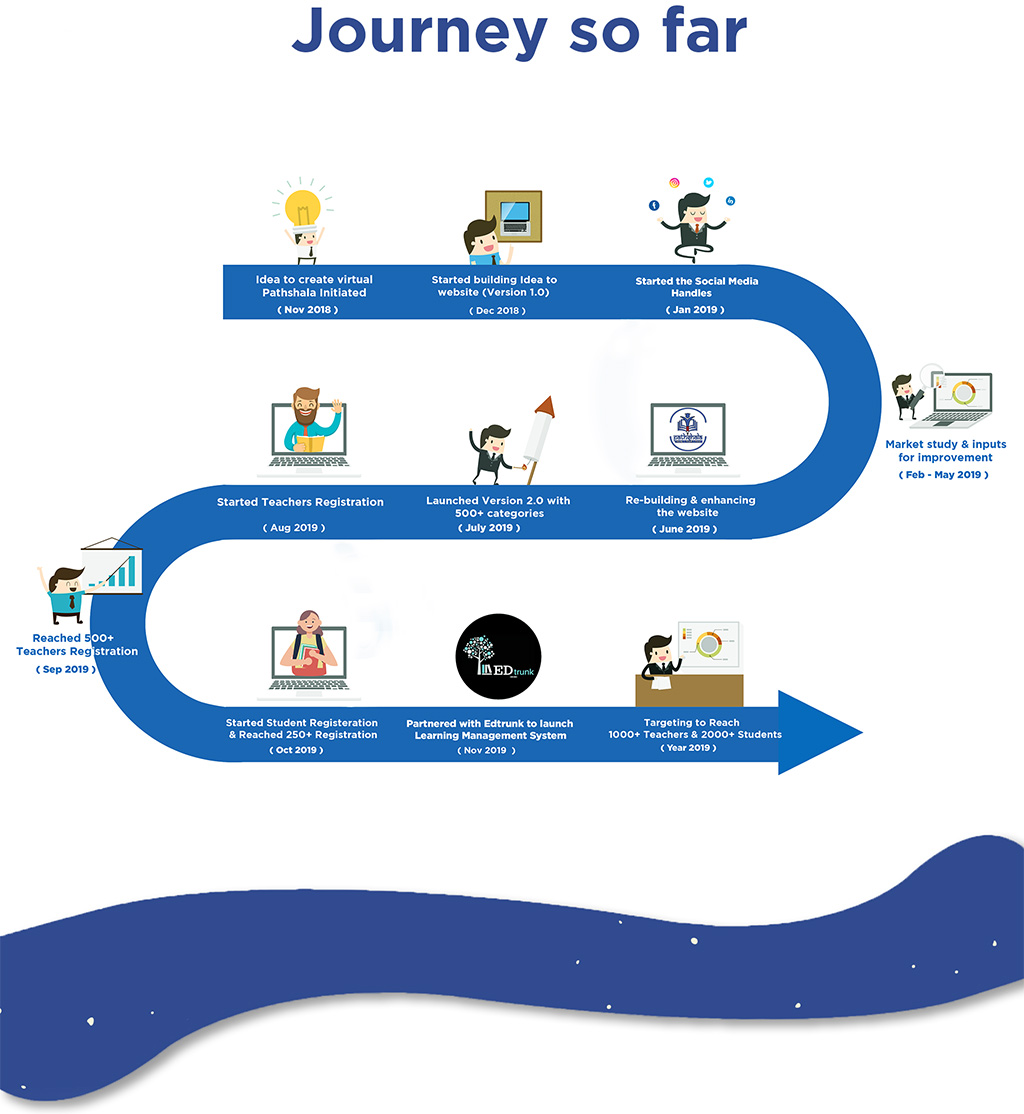 Journey so far
Idea to create virtual
Pathshala Initiated
( Nov 2018 )
Started building Idea to
website (Version 1.0)
( Dec 2018 )
Started the Social Media
Handles
( Jan 2019 )
Market study & inputs
for improvement
( Feb - May 2019 )
Re-building & enhancing
the website
( June 2019 )
Launched Version 2.0 with
500+ categories
( July 2019 )
Started Teachers Registration
( Aug 2019 )
Reached 500+
Teachers Registration
( Sep 2019 )
Started Student Registeration
& Reached 250+ Registration
( Oct 2019 )
EDtrunk
Partnered with Edtrunk to launch
Learning Management System
( Nov 2019 )
Targeting to Reach
1000+ Teachers & 2000+ Students
( Year 2019 )